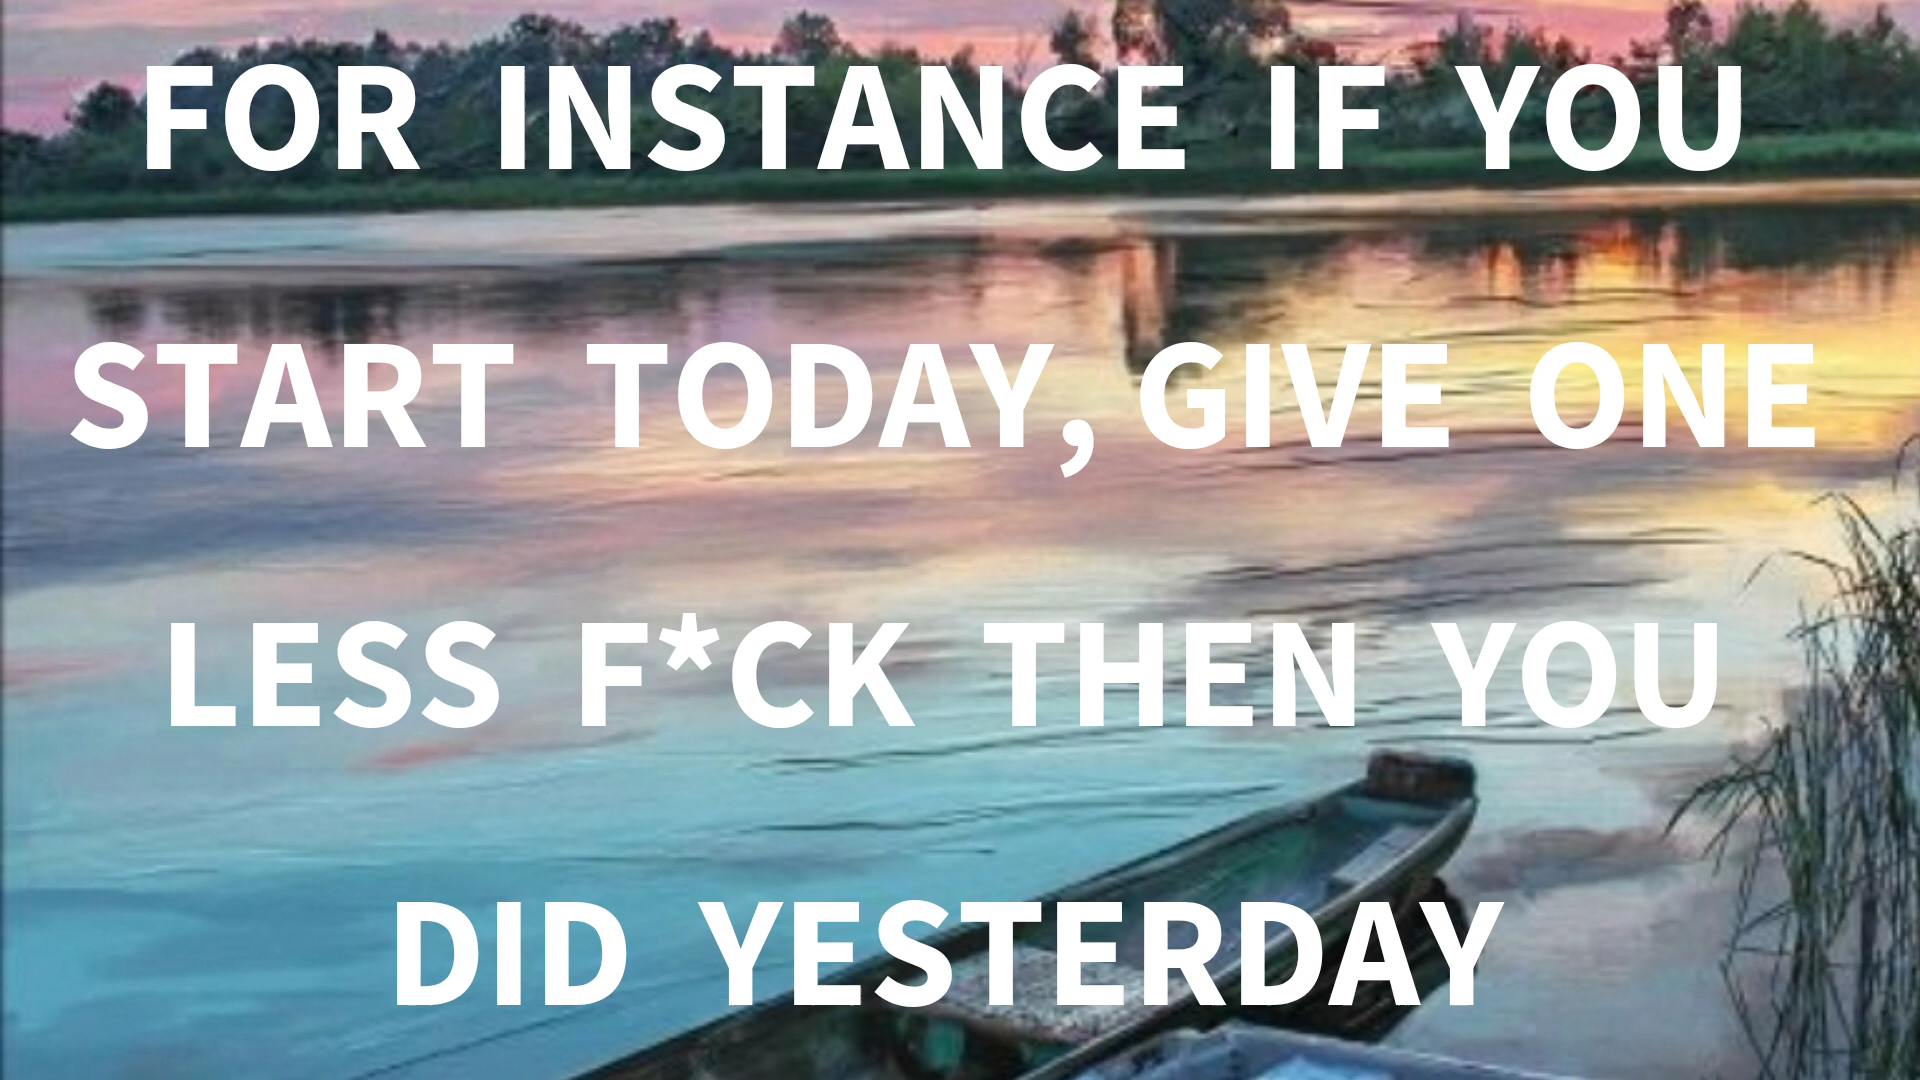 FOR INSTANCE IF YOU
START TODAY, GIVE ONE
LESS F*CK THEN YOU
DID YESTERDAY